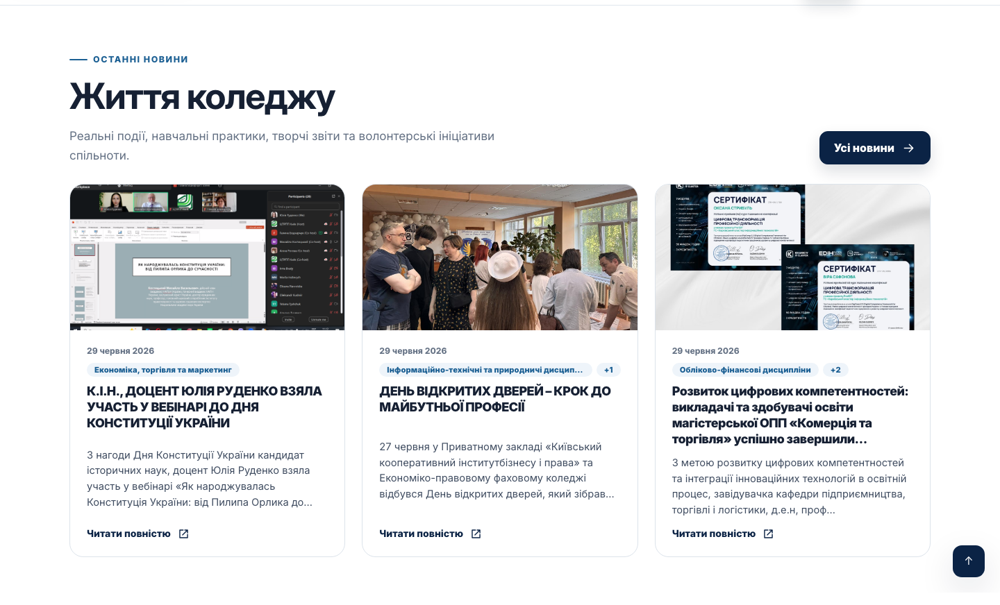 ОСТАННІ НОВИНИ
Життя коледжу
Реальні події, навчальні практики, творчі звіти та волонтерські ініціативи
спільноти.
Усі новини
Participants (28)
Find a participant
ЯК НАРОДЖУВАЛАСЬ КОНСТИТУЦІЯ УКРАЇНИ:
ВІД ПИЛИПА ОРЛИКА ДО СУЧАСНОСТІ
29 червня 2026
Економіка, торгівля та маркетинг
К.І.Н., ДОЦЕНТ ЮЛІЯ РУДЕНКО ВЗЯЛА
УЧАСТЬ У ВЕБІНАРІ ДО ДНЯ
КОНСТИТУЦІЇ УКРАЇНИ
З нагоди Дня Конституції України кандидат
історичних наук, доцент Юлія Руденко взяла
участь у вебінарі «Як народжувалась
Конституція України: від Пилипа Орлика до...
Читати повністю
29 червня 2026
Інформаційно-технічні та природничі дисцип...
+1
ДЕНЬ ВІДКРИТИХ ДВЕРЕЙ – КРОК ДО
МАЙБУТНЬОЇ ПРОФЕСІЇ
27 червня у Приватному закладі «Київський
кооперативний інститутбізнесу і права» та
Економіко-правовому фаховому коледжі
відбувся День відкритих дверей, який зібрав...
Читати повністю
СЕРТИФІКАТ
ОКСАНА СТРИБУЛЬ
ЦИФРОВА ТРАНСФОРМАЦІЯ
ПРОФЕСІЙНОЇ ДІЯЛЬНОСТІ
KHARKIV
IT CLUSTER
EDIH
СЕРТИФІКАТ
ВІРА САФОНОВА
ЦИФРОВА ТРАНСФОРМАЦІЯ
ПРОФЕСІЙНОЇ ДІЯЛЬНОСТІ
29 червня 2026
Обліково-фінансові дисципліни
+2
Розвиток цифрових компетентностей:
викладачі та здобувачі освіти
магістерської ОПП «Комерція та
торгівля» успішно завершили...
З метою розвитку цифрових компетентностей
та інтеграції інноваційних технологій в освітній
процес, завідувачка кафедри підприємництва,
торгівлі і логістики, д.е.н, проф...
Читати повністю